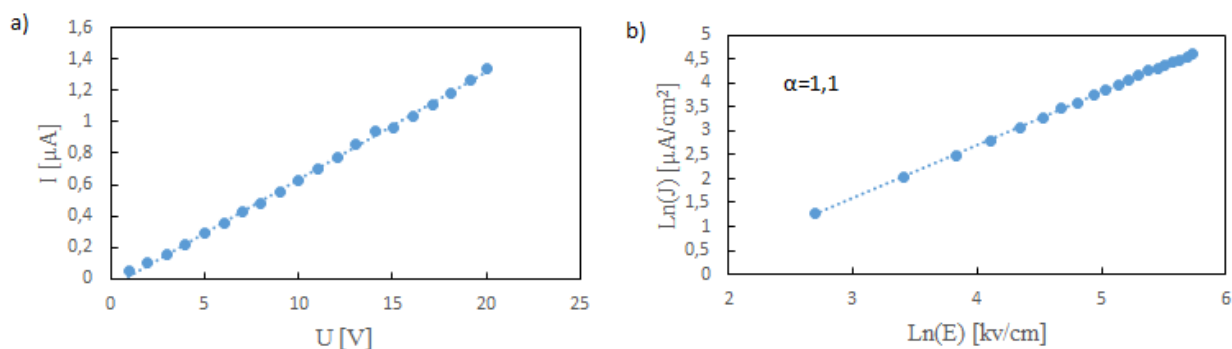 a)
I [μA]
1,6
1,4
1,2
1
0,8
0,6
0,4
0,2
0
0 5 10 15 20 25
U [V]
b)
Ln(J) [μA/cm²]
5
4,5
4
3,5
3
2,5
2
1,5
1
0,5
0
α=1,1
2 3 4 5 6
Ln(E) [kv/cm]